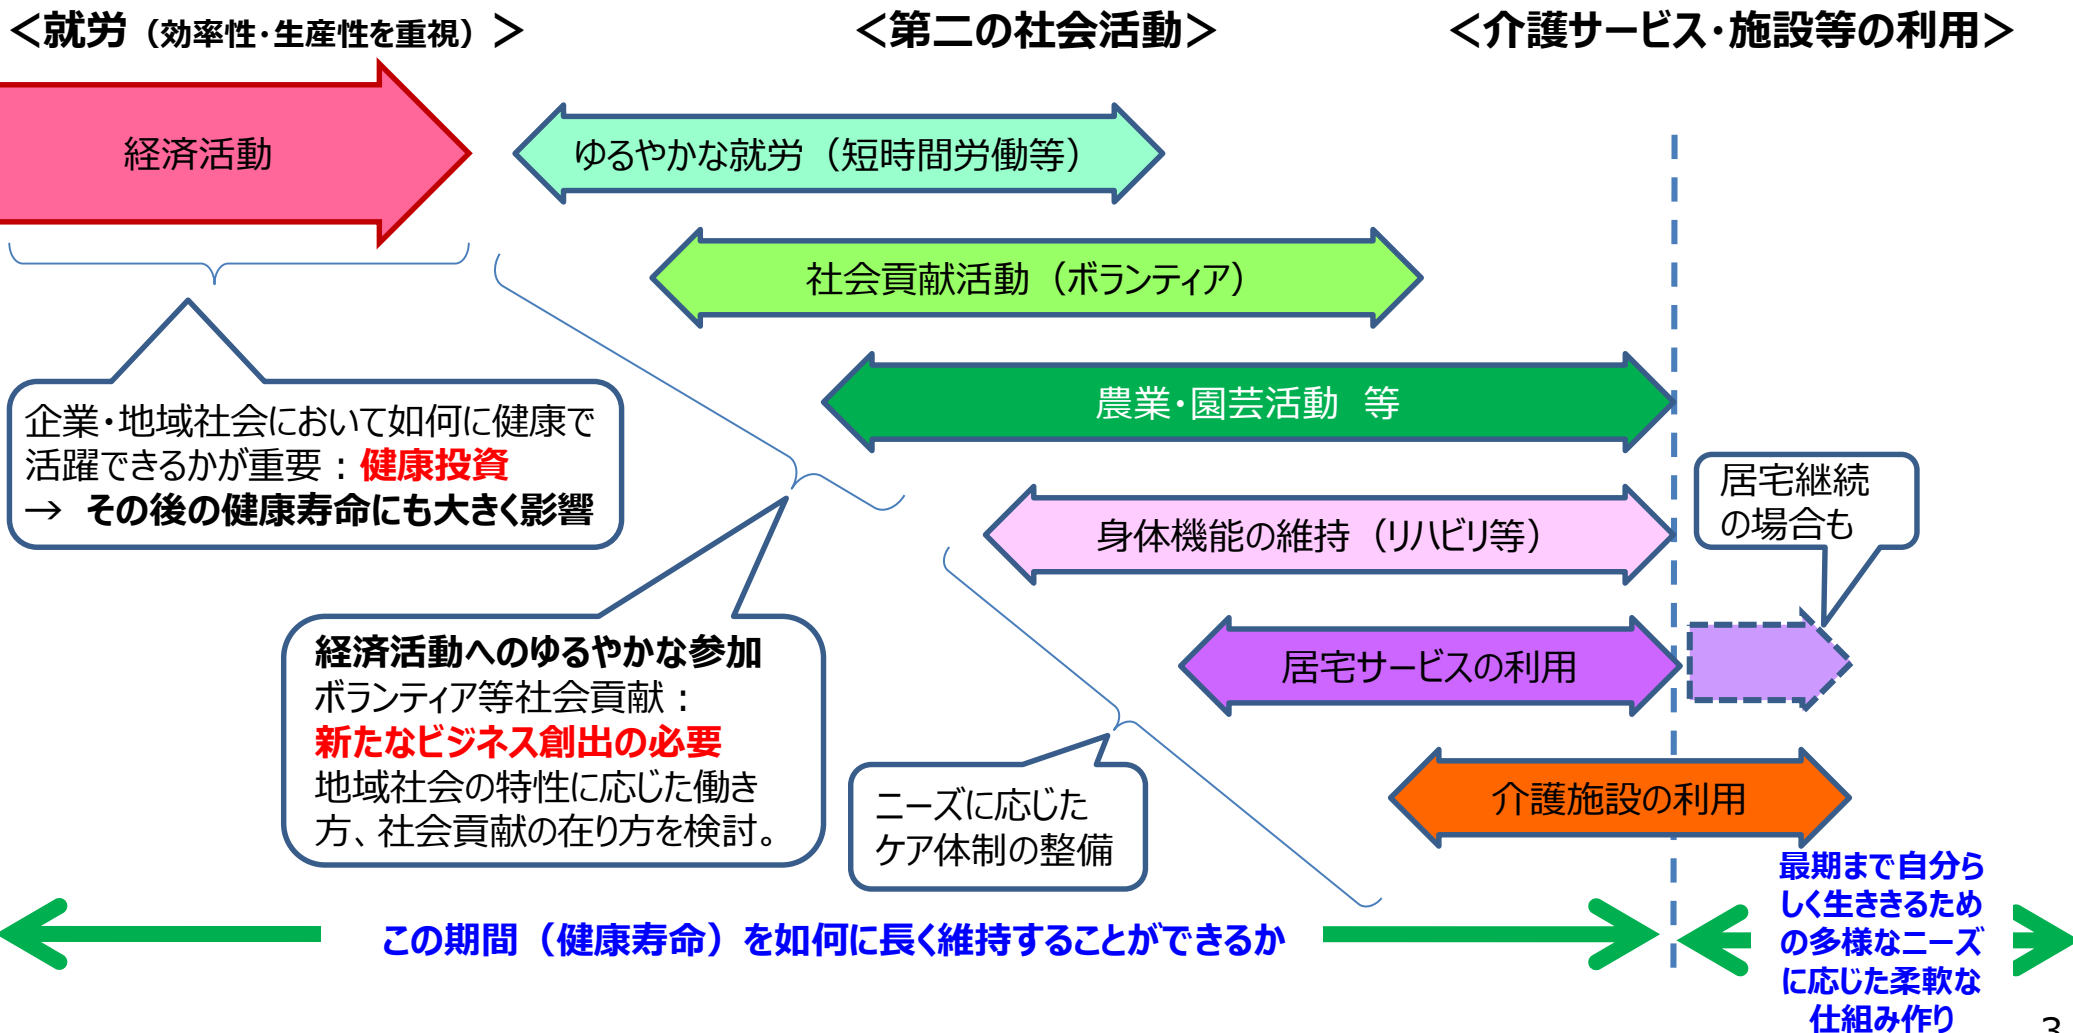 ＜就労（効率性・生産性を重視）＞
＜第二の社会活動＞
＜介護サービス・施設等の利用＞
経済活動
ゆるやかな就労（短時間労働等）
社会貢献活動（ボランティア）
農業・園芸活動　等
身体機能の維持（リハビリ等）
居宅サービスの利用
介護施設の利用
企業・地域社会において如何に健康で
活躍できるかが重要：健康投資
→ その後の健康寿命にも大きく影響
経済活動へのゆるやかな参加
ボランティア等社会貢献：
新たなビジネス創出の必要
地域社会の特性に応じた働き
方、社会貢献の在り方を検討。
ニーズに応じた
ケア体制の整備
居宅継続
の場合も
この期間（健康寿命）を如何に長く維持することができるか
最期まで自分ら
しく生ききるため
の多様なニーズ
に応じた柔軟な
仕組み作り
3